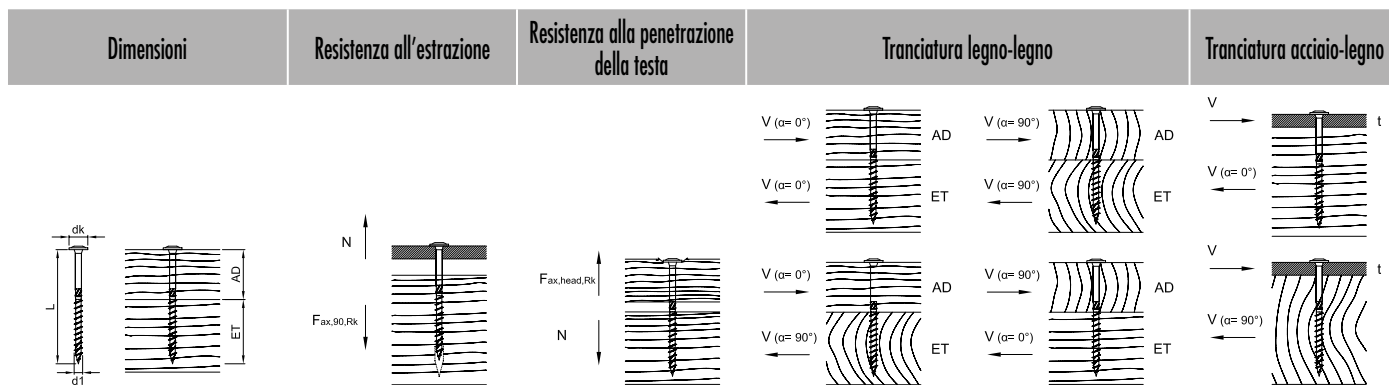 Dimensioni
Resistenza all'estrazione
Resistenza alla penetrazione
della testa
Tranciatura legno-legno
Tranciatura acciaio-legno
dk
L
d1
AD
ET
N
Fax,90,Rk
Fax,head,Rk
N
V (α= 0°)
AD
V (α= 0°)
ET
V (α= 90°)
AD
V (α= 90°)
ET
V (α= 0°)
AD
V (α= 90°)
ET
V (α= 90°)
AD
V (α= 0°)
ET
V
t
V (α= 0°)
V
t
V (α= 90°)